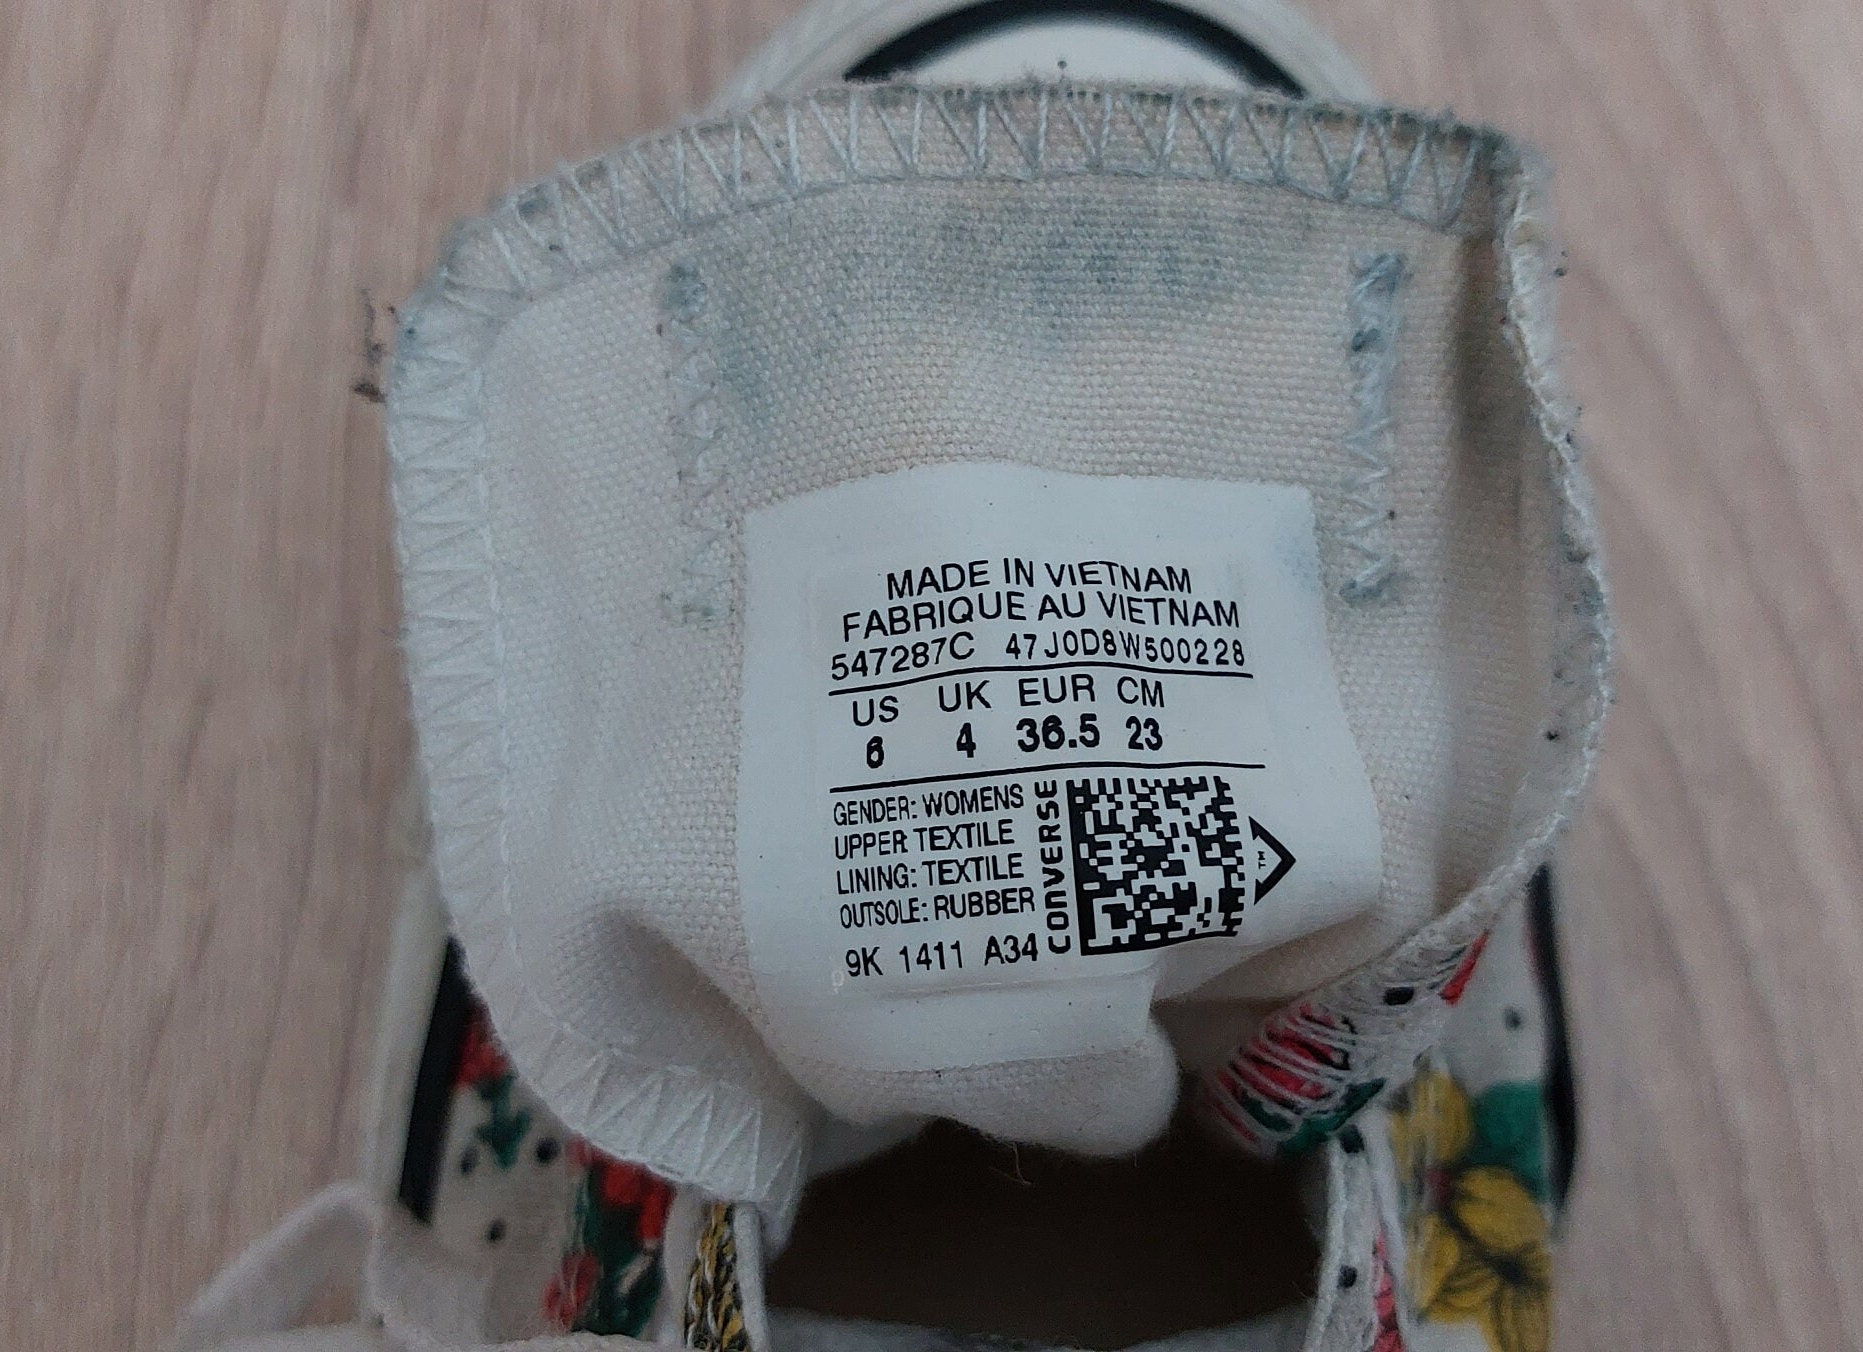 MADE IN VIETNAM
FABRIQUE AU VIETNAM
547287C 47J0D8W500228
US UK EUR CM
6 4 36.5 23
GENDER: WOMENS
UPPER: TEXTILE
LINING: TEXTILE
OUTSOLE: RUBBER
9K 1411 A34
CONVERSE
TM